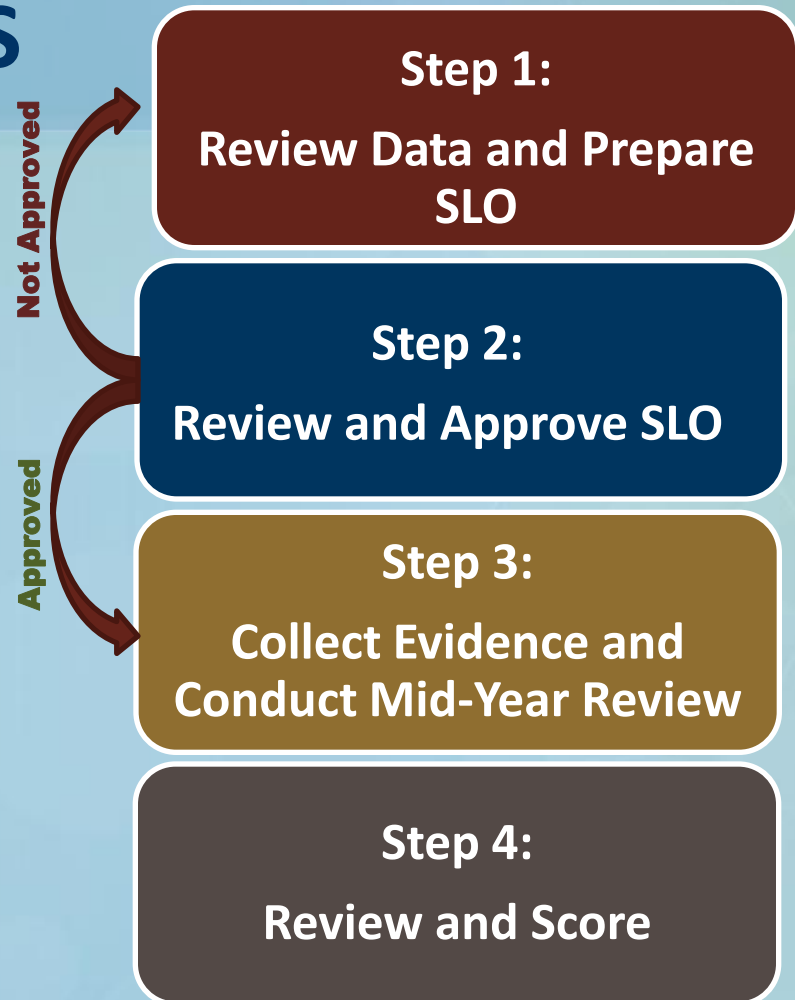 s
Step 1:
Review Data and Prepare
SLO
Not Approved
Step 2:
Review and Approve SLO
Approved
Step 3:
Collect Evidence and
Conduct Mid-Year Review
Step 4:
Review and Score